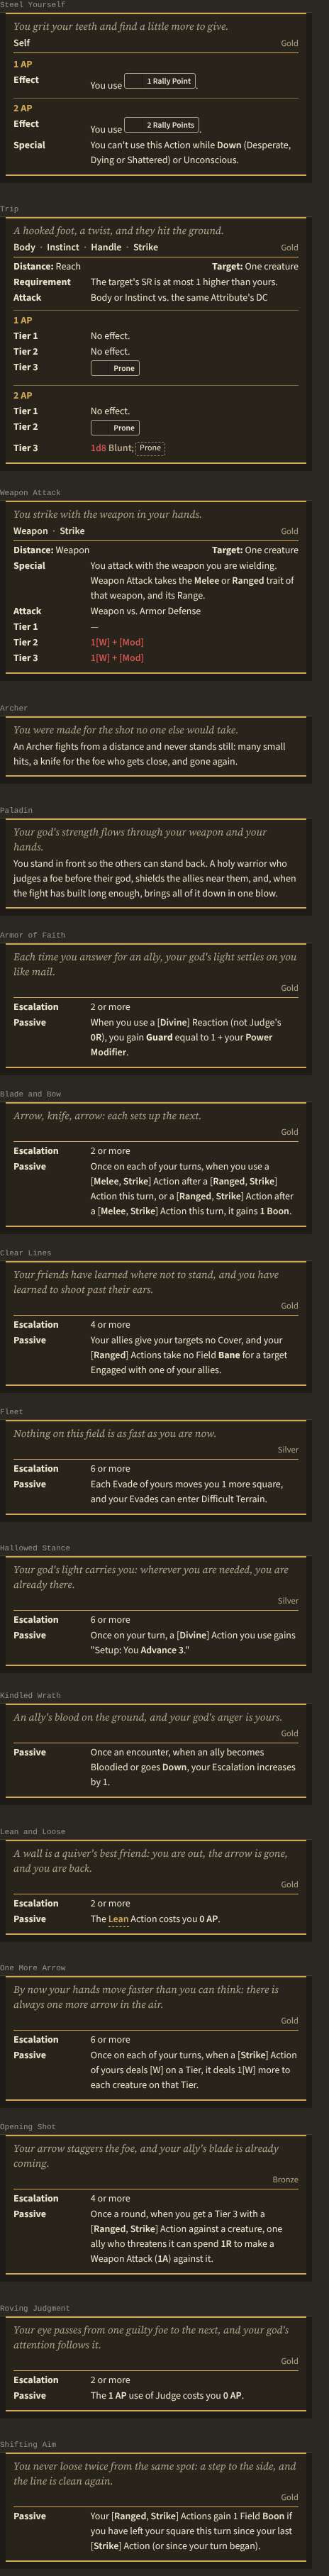 Steel Yourself
You grit your teeth and find a little more to give.
Self Gold
1 AP
Effect You use 1 Rally Point.
2 AP
Effect You use 2 Rally Points.
Special You can't use this Action while Down (Desperate,
Dying or Shattered) or Unconscious.
Trip
A hooked foot, a twist, and they hit the ground.
Body · Instinct · Handle · Strike Gold
Distance: Reach Target: One creature
Requirement The target's SR is at most 1 higher than yours.
Attack Body or Instinct vs. the same Attribute's DC
1 AP
Tier 1 No effect.
Tier 2 No effect.
Tier 3 Prone
2 AP
Tier 1 No effect.
Tier 2 Prone
Tier 3 1d8 Blunt; Prone
Weapon Attack
You strike with the weapon in your hands.
Weapon · Strike Gold
Distance: Weapon Target: One creature
Special You attack with the weapon you are wielding.
Weapon Attack takes the Melee or Ranged trait of
that weapon, and its Range.
Attack Weapon vs. Armor Defense
Tier 1 —
Tier 2 1[W] + [Mod]
Tier 3 1[W] + [Mod]
Archer
You were made for the shot no one else would take.
An Archer fights from a distance and never stands still: many small
hits, a knife for the foe who gets close, and gone again.
Paladin
Your god's strength flows through your weapon and your
hands.
You stand in front so the others can stand back. A holy warrior who
judges a foe before their god, shields the allies near them, and, when
the fight has built long enough, brings all of it down in one blow.
Armor of Faith
Each time you answer for an ally, your god's light settles on you
like mail.
Gold
Escalation 2 or more
Passive When you use a [Divine] Reaction (not Judge's
0R), you gain Guard equal to 1 + your Power
Modifier.
Blade and Bow
Arrow, knife, arrow: each sets up the next.
Gold
Escalation 2 or more
Passive Once on each of your turns, when you use a
[Melee, Strike] Action after a [Ranged, Strike]
Action this turn, or a [Ranged, Strike] Action after
a [Melee, Strike] Action this turn, it gains 1 Boon.
Clear Lines
Your friends have learned where not to stand, and you have
learned to shoot past their ears.
Gold
Escalation 4 or more
Passive Your allies give your targets no Cover, and your
[Ranged] Actions take no Field Bane for a target
Engaged with one of your allies.
Fleet
Nothing on this field is as fast as you are now.
Silver
Escalation 6 or more
Passive Each Evade of yours moves you 1 more square,
and your Evades can enter Difficult Terrain.
Hallowed Stance
Your god's light carries you: wherever you are needed, you are
already there.
Silver
Escalation 6 or more
Passive Once on your turn, a [Divine] Action you use gains
"Setup: You Advance 3."
Kindled Wrath
An ally's blood on the ground, and your god's anger is yours.
Gold
Passive Once an encounter, when an ally becomes
Bloodied or goes Down, your Escalation increases
by 1.
Lean and Loose
A wall is a quiver's best friend: you are out, the arrow is gone,
and you are back.
Gold
Escalation 2 or more
Passive The Lean Action costs you 0 AP.
One More Arrow
By now your hands move faster than you can think: there is
always one more arrow in the air.
Gold
Escalation 6 or more
Passive Once on each of your turns, when a [Strike] Action
of yours deals [W] on a Tier, it deals 1[W] more to
each creature on that Tier.
Opening Shot
Your arrow staggers the foe, and your ally's blade is already
coming.
Bronze
Escalation 4 or more
Passive Once a round, when you get a Tier 3 with a
[Ranged, Strike] Action against a creature, one
ally who threatens it can spend 1R to make a
Weapon Attack (1A) against it.
Roving Judgment
Your eye passes from one guilty foe to the next, and your god's
attention follows it.
Gold
Escalation 2 or more
Passive The 1 AP use of Judge costs you 0 AP.
Shifting Aim
You never loose twice from the same spot: a step to the side, and
the line is clean again.
Gold
Passive Your [Ranged, Strike] Actions gain 1 Field Boon if
you have left your square this turn since your last
[Strike] Action (or since your turn began).